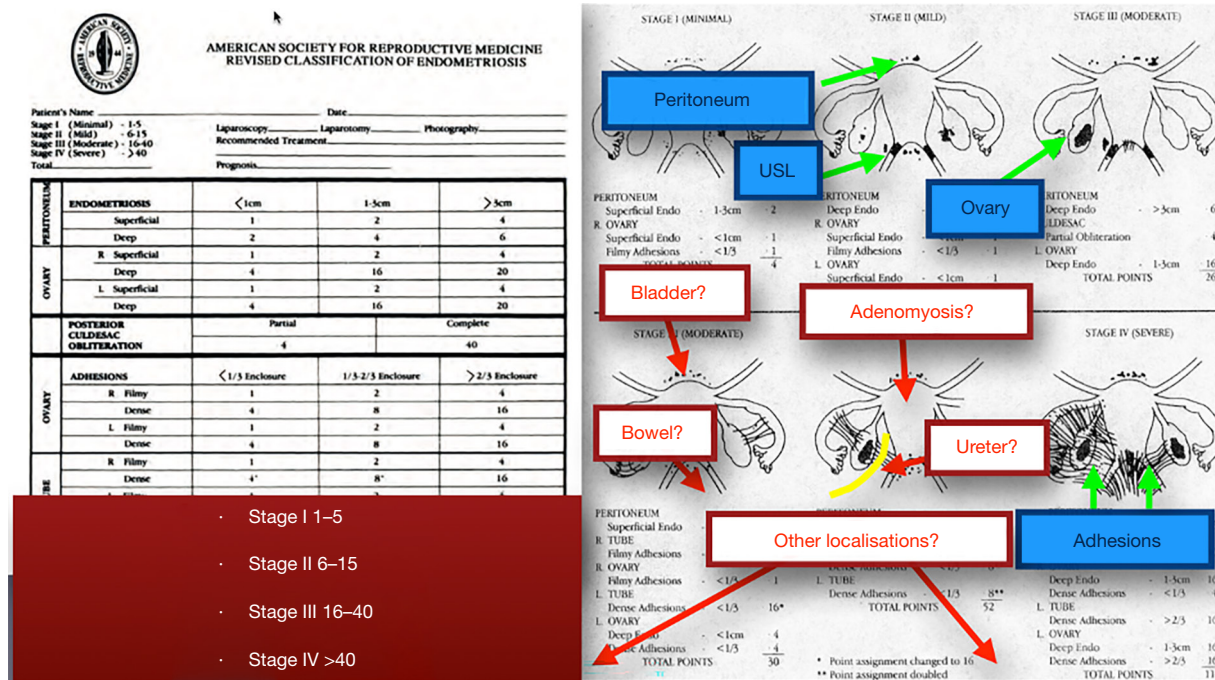 AMERICAN SOCIETY FOR REPRODUCTIVE MEDICINE
REVISED CLASSIFICATION OF ENDOMETRIOSIS
Patient's Name Date
Stage I (Minimal) - 1-5
Stage II (Mild) - 6-15
Stage III (Moderate) - 16-40
Stage IV (Severe) - >40
Total
Laparoscopy Laparotomy Photography
Recommended Treatment
Prognosis
PERITONEUM
ENDOMETRIOSIS <1cm 1-3cm >3cm
Superficial 1 2 4
Deep 2 4 6
OVARY
R Superficial 1 2 4
Deep 4 16 20
L Superficial 1 2 4
Deep 4 16 20
POSTERIOR CULDESAC OBLITERATION
Partial Complete
4 40
OVARY
ADHESIONS <1/3 Enclosure 1/3-2/3 Enclosure >2/3 Enclosure
R Filmy 1 2 4
Dense 4 8 16
L Filmy 1 2 4
Dense 4 8 16
R Filmy 1 2 4
Dense 4* 8* 16
· Stage I 1–5
· Stage II 6–15
· Stage III 16–40
· Stage IV >40
STAGE I (MINIMAL)
STAGE II (MILD)
STAGE III (MODERATE)
Peritoneum
USL
Ovary
PERITONEUM
Superficial Endo - 1-3cm - 2
R. OVARY
Superficial Endo - <1cm - 1
Filmy Adhesions - <1/3 - 1
TOTAL POINTS 4
Deep Endo
R. OVARY
Superficial Endo 1
Filmy Adhesions - <1/3 - 1
L. OVARY
Superficial Endo - <1cm 1
Deep Endo - >3cm
Partial Obliteration
L. OVARY
Deep Endo - 1-3cm
TOTAL POINTS
Bladder?
Adenomyosis?
(MODERATE)
STAGE IV (SEVERE)
Bowel?
Ureter?
Other localisations?
Adhesions
PERITONEUM
Superficial Endo
R. TUBE
Filmy Adhesions
R. OVARY
Filmy Adhesions - <1/3 1
L. TUBE
Dense Adhesions - <1/3 16*
L. OVARY
Deep - <1cm 4
Dense Adhesions - <1/3 4
TOTAL POINTS 30
L. TUBE
Dense Adhesions - <1/3 8**
TOTAL POINTS 52
* Point assignment changed to 16
** Point assignment doubled
Deep Endo - 1-3cm
Dense Adhesions - <1/3
L. TUBE
Dense Adhesions - >2/3
L. OVARY
Deep Endo - 1-3cm
Dense Adhesions - >2/3
TOTAL POINTS